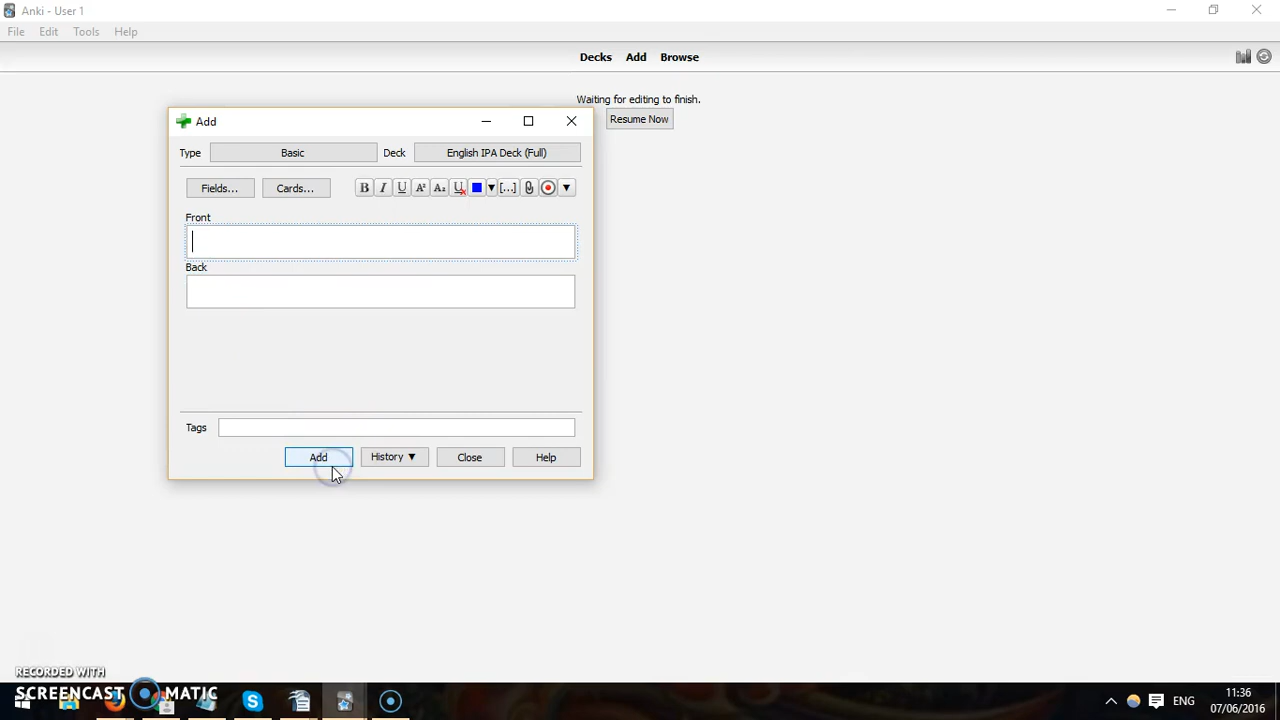 Anki - User 1
File Edit Tools Help
Decks Add Browse
Waiting for editing to finish.
Resume Now
Add
Type Basic Deck English IPA Deck (Full)
Fields... Cards... B I U A² A₂ U [...]
Front
Back
Tags
Add History ▼ Close Help
RECORDED WITH
SCREENCAST MATIC
ENG
11:36
07/06/2016